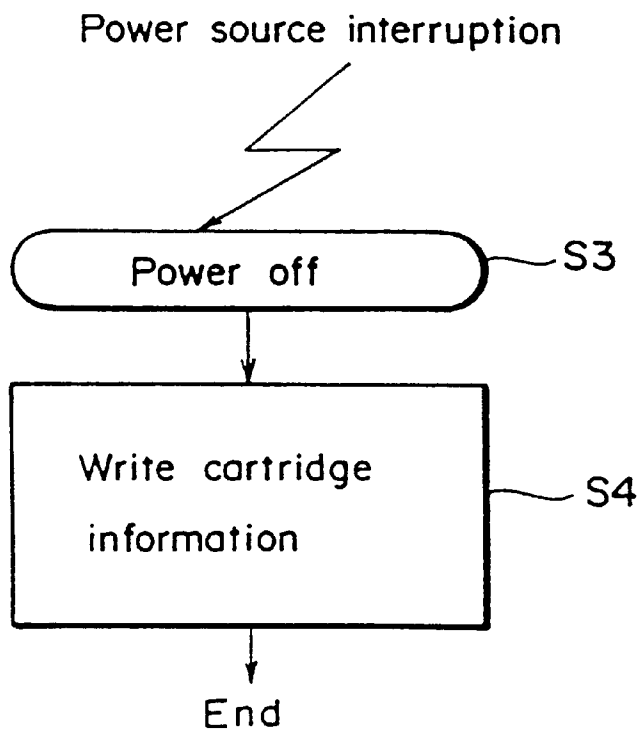 Power source interruption
Power off
S3
Write cartridge
information
S4
End